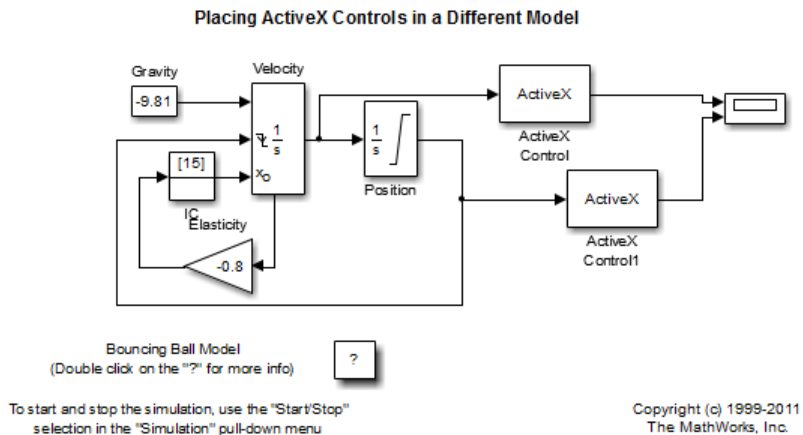 Placing ActiveX Controls in a Different Model
Gravity
-9.81
Velocity
1
s
x₀
[15]
IC
Elasticity
-0.8
1
s
Position
ActiveX
ActiveX
Control
ActiveX
ActiveX
Control1
Bouncing Ball Model
(Double click on the "?" for more info)
?
To start and stop the simulation, use the "Start/Stop"
selection in the "Simulation" pull-down menu
Copyright (c) 1999-2011
The MathWorks, Inc.